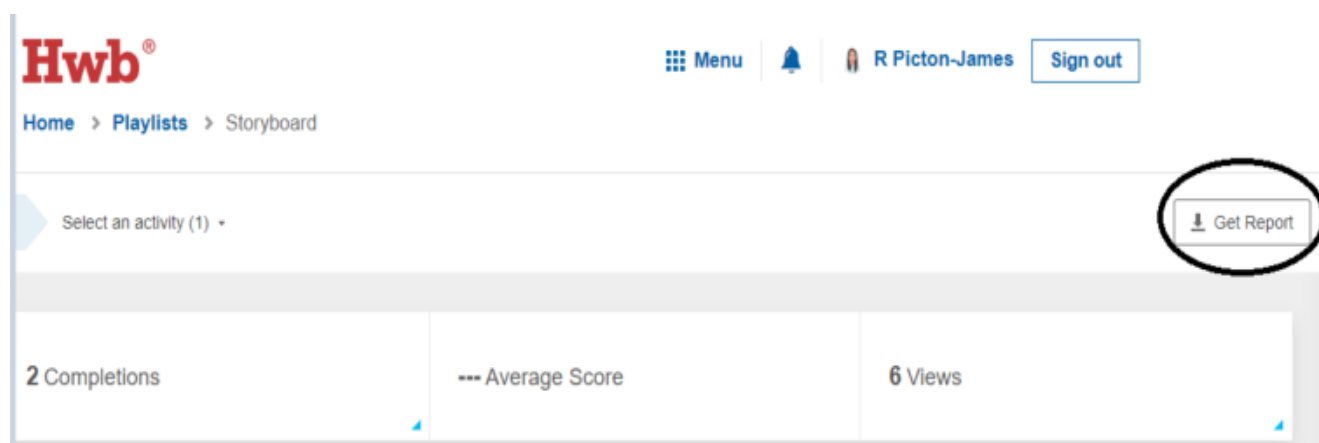 Hwb®
Menu R Picton-James Sign out
Home > Playlists > Storyboard
Select an activity (1)
Get Report
2 Completions --- Average Score 6 Views